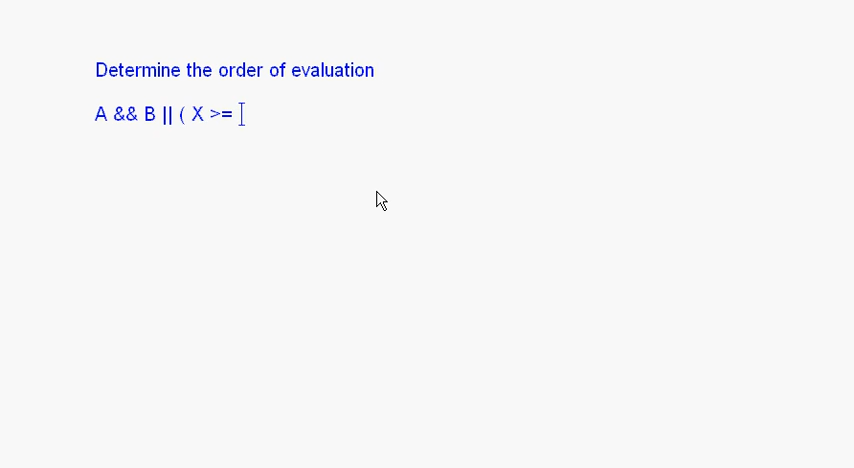 Determine the order of evaluation
A && B || ( X >=